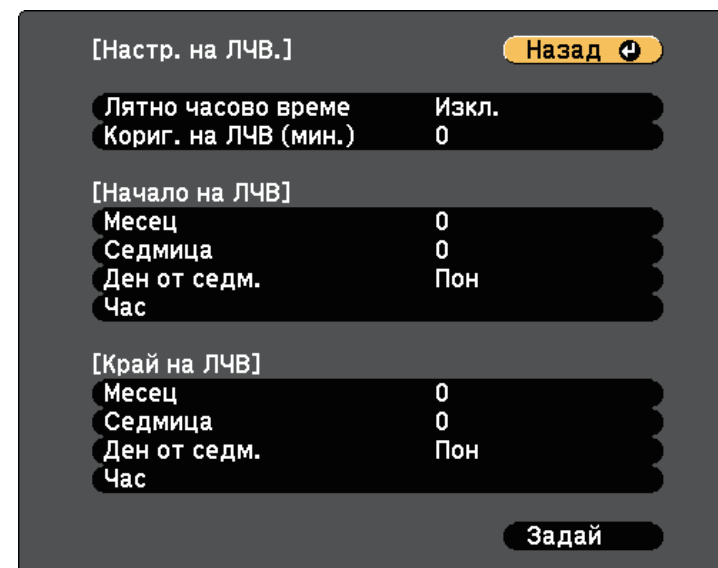 [Настр. на ЛЧВ.] Назад
Лятно часово време Изкл.
Кориг. на ЛЧВ (мин.) 0
[Начало на ЛЧВ]
Месец 0
Седмица 0
Ден от седм. Пон
Час
[Край на ЛЧВ]
Месец 0
Седмица 0
Ден от седм. Пон
Час
Задай